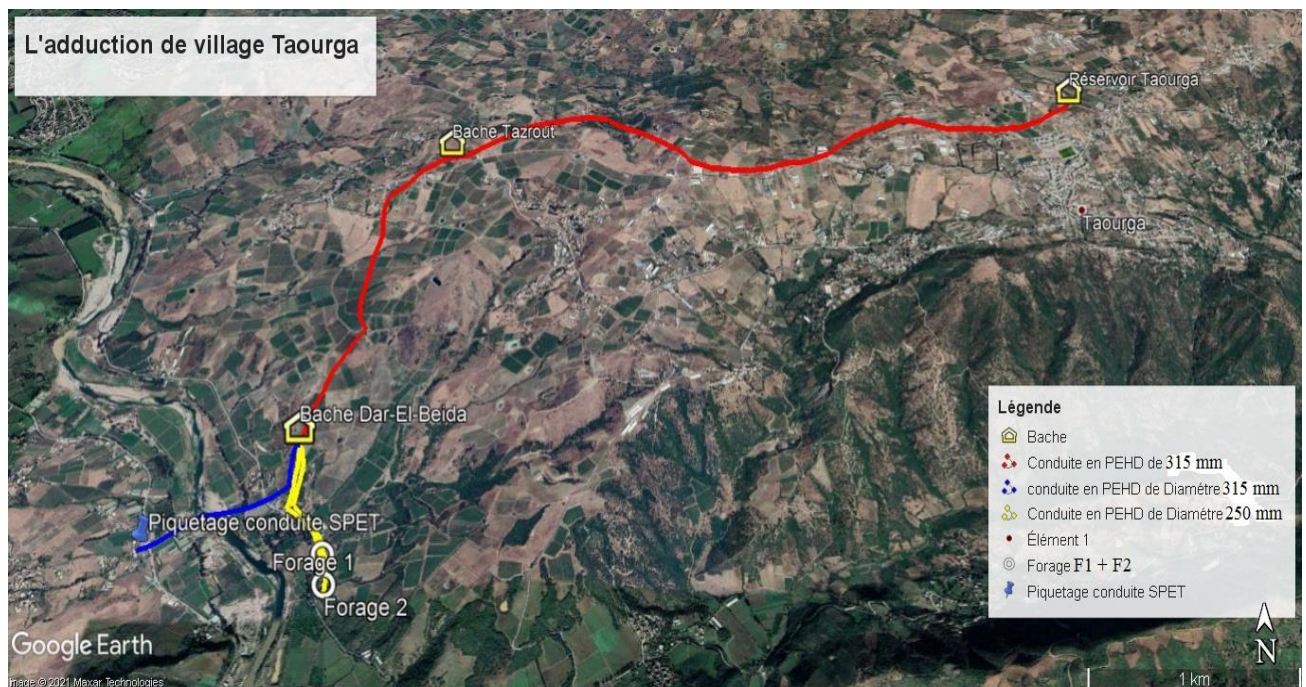 L'adduction de village Taourga
Réservoir Taourga
Bache Tazrout
Taourga
Bache Dar-El-Beida
Piquetage conduite SPET
Forage 1
Forage 2
Légende
Bache
Conduite en PEHD de 315 mm
conduite en PEHD de Diamétre 315 mm
Conduite en PEHD de Diamétre 250 mm
Élément 1
Forage F1 + F2
Piquetage conduite SPET
Google Earth
N
Image © 2021 Maxar Technologies
1 km